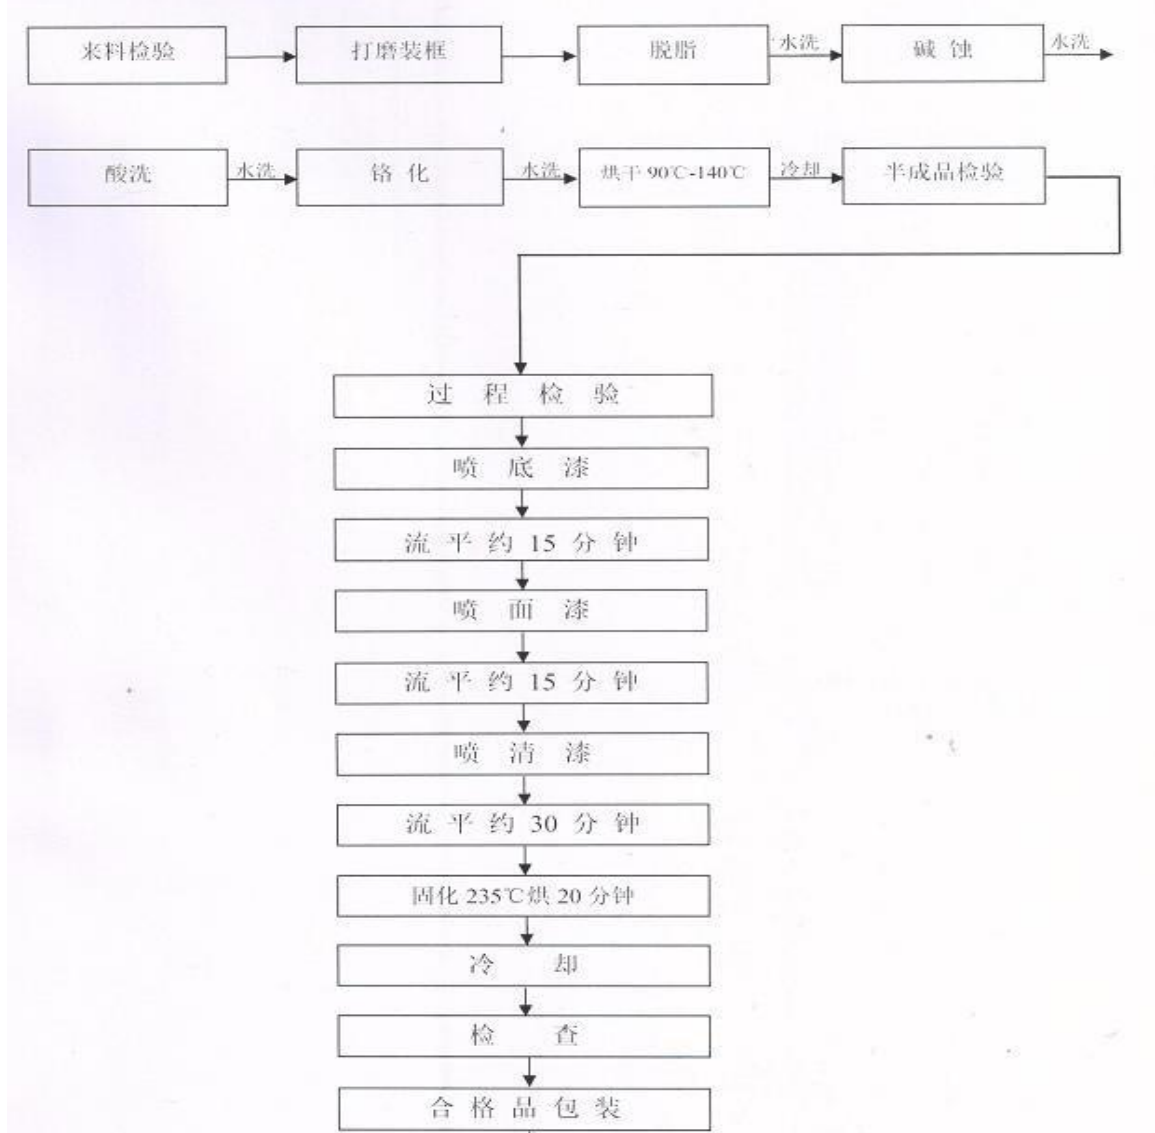 来料检验 打磨装框 脱脂 水洗 碱蚀 水洗
酸洗 水洗 铬化 水洗 烘干90℃-140℃ 冷却 半成品检验
过程检验
喷底漆
流平约15分钟
喷面漆
流平约15分钟
喷清漆
流平约30分钟
固化235℃烘20分钟
冷却
检查
合格品包装